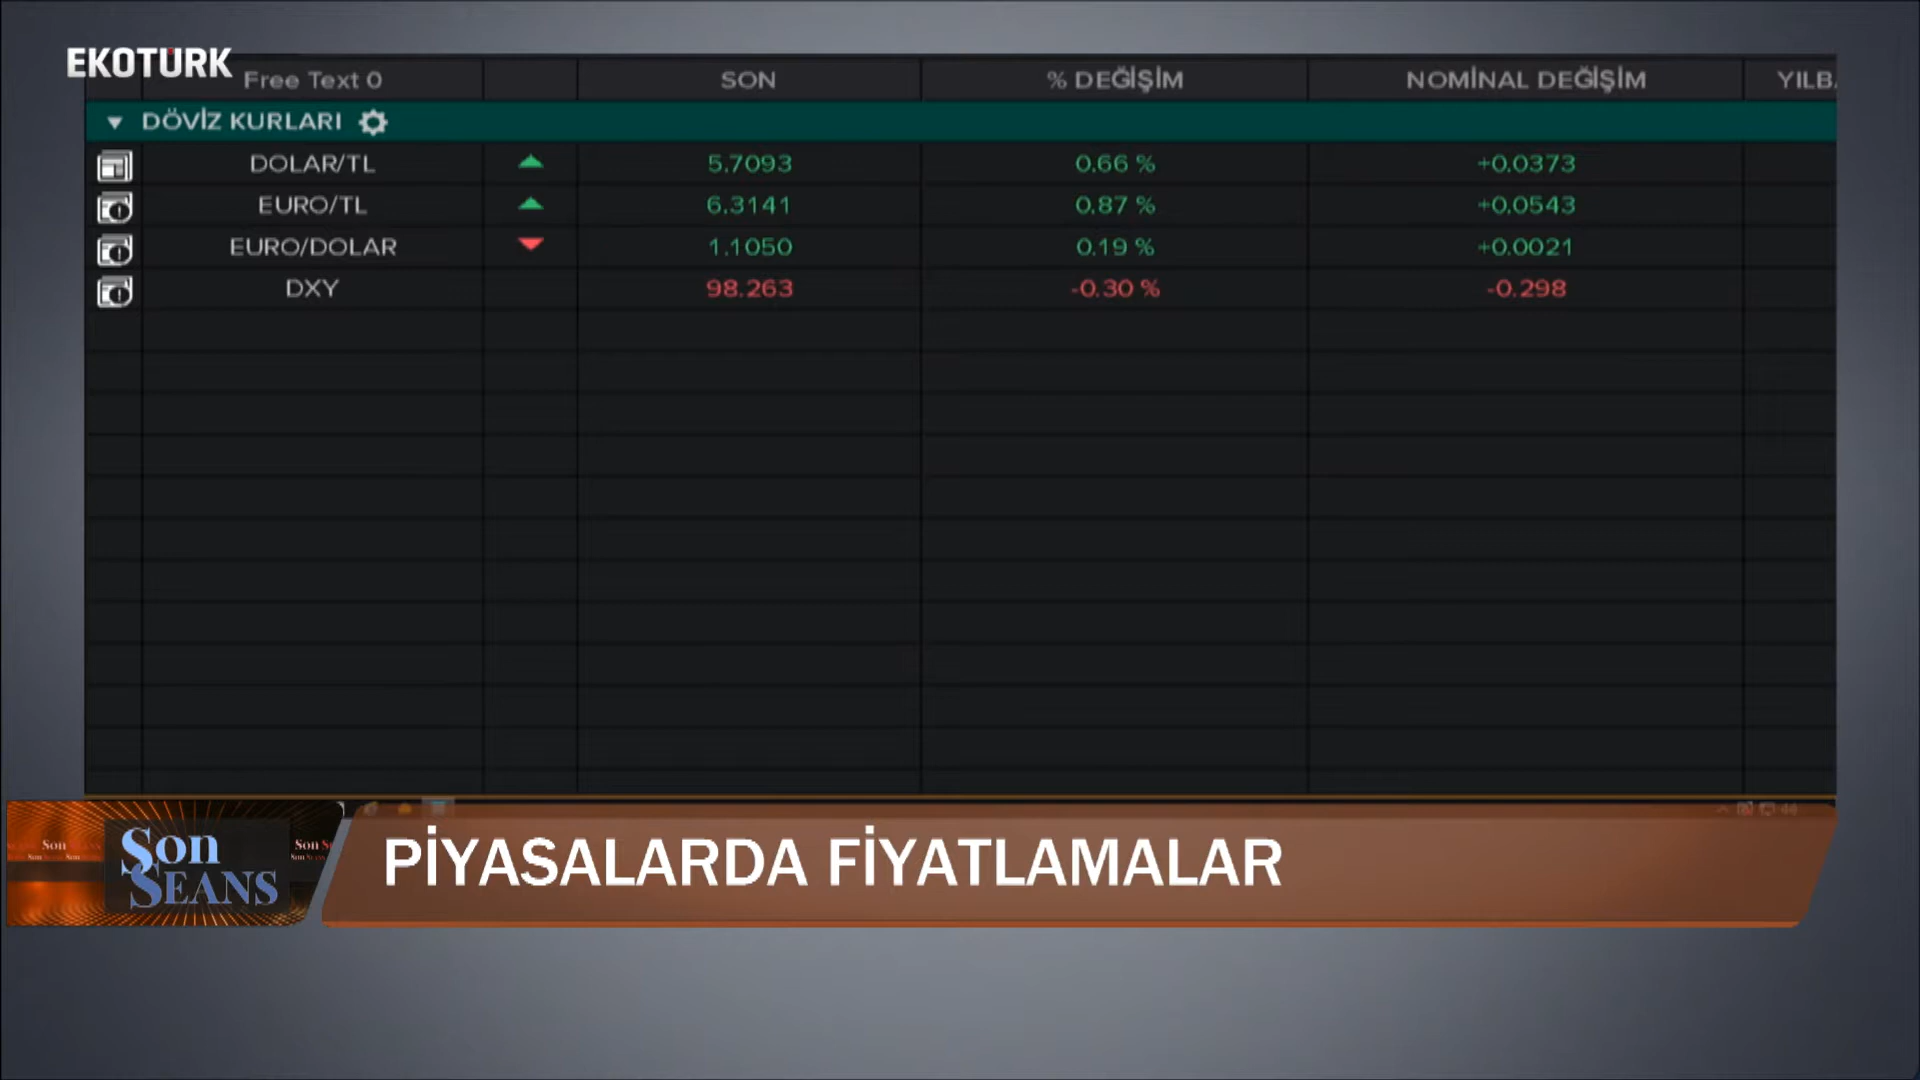 EKOTÜRK
Free Text 0 SON % DEĞİŞİM NOMİNAL DEĞİŞİM YILBA
DÖVİZ KURLARI
DOLAR/TL 5.7093 0.66 % +0.0373
EURO/TL 6.3141 0.87 % +0.0543
EURO/DOLAR 1.1050 0.19 % +0.0021
DXY 98.263 -0.30 % -0.298
Son SEANS
PİYASALARDA FİYATLAMALAR